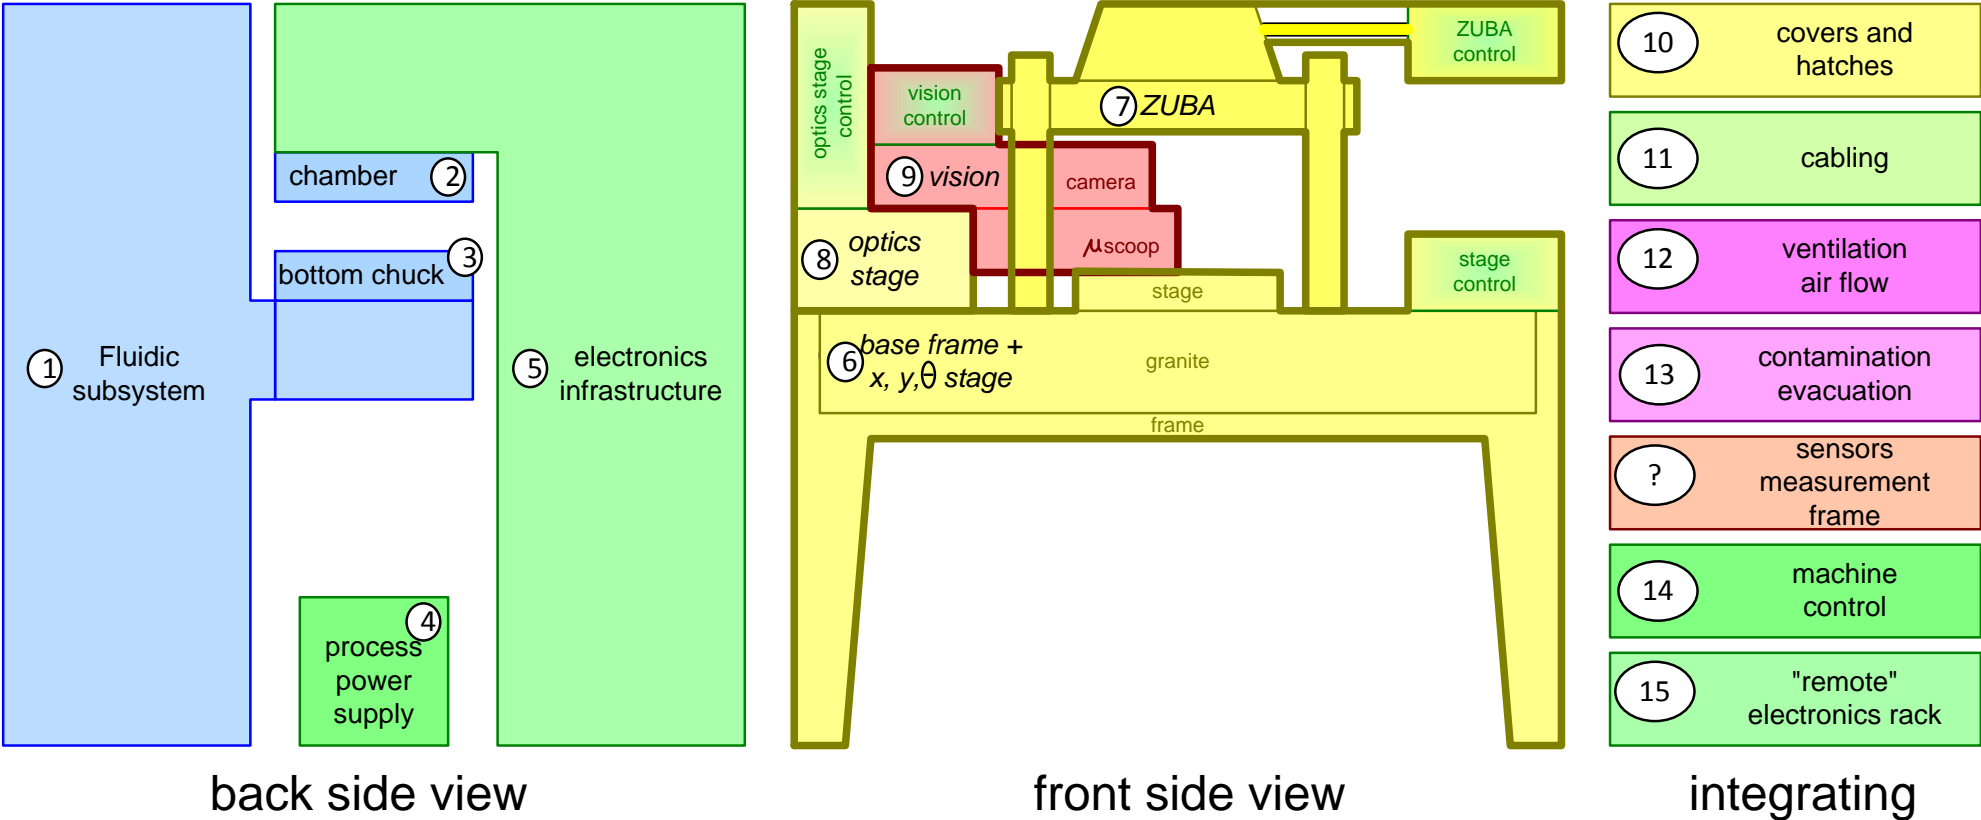 chamber
2
bottom chuck
3
1
Fluidic
subsystem
4
process
power
supply
5
electronics
infrastructure
back side view
optics stage
control
vision
control
ZUBA
control
7
ZUBA
9
vision
camera
μscoop
8
optics
stage
stage
stage
control
6
base frame +
x, y,θ stage
granite
frame
front side view
10
covers and
hatches
11
cabling
12
ventilation
air flow
13
contamination
evacuation
?
sensors
measurement
frame
14
machine
control
15
"remote"
electronics rack
integrating